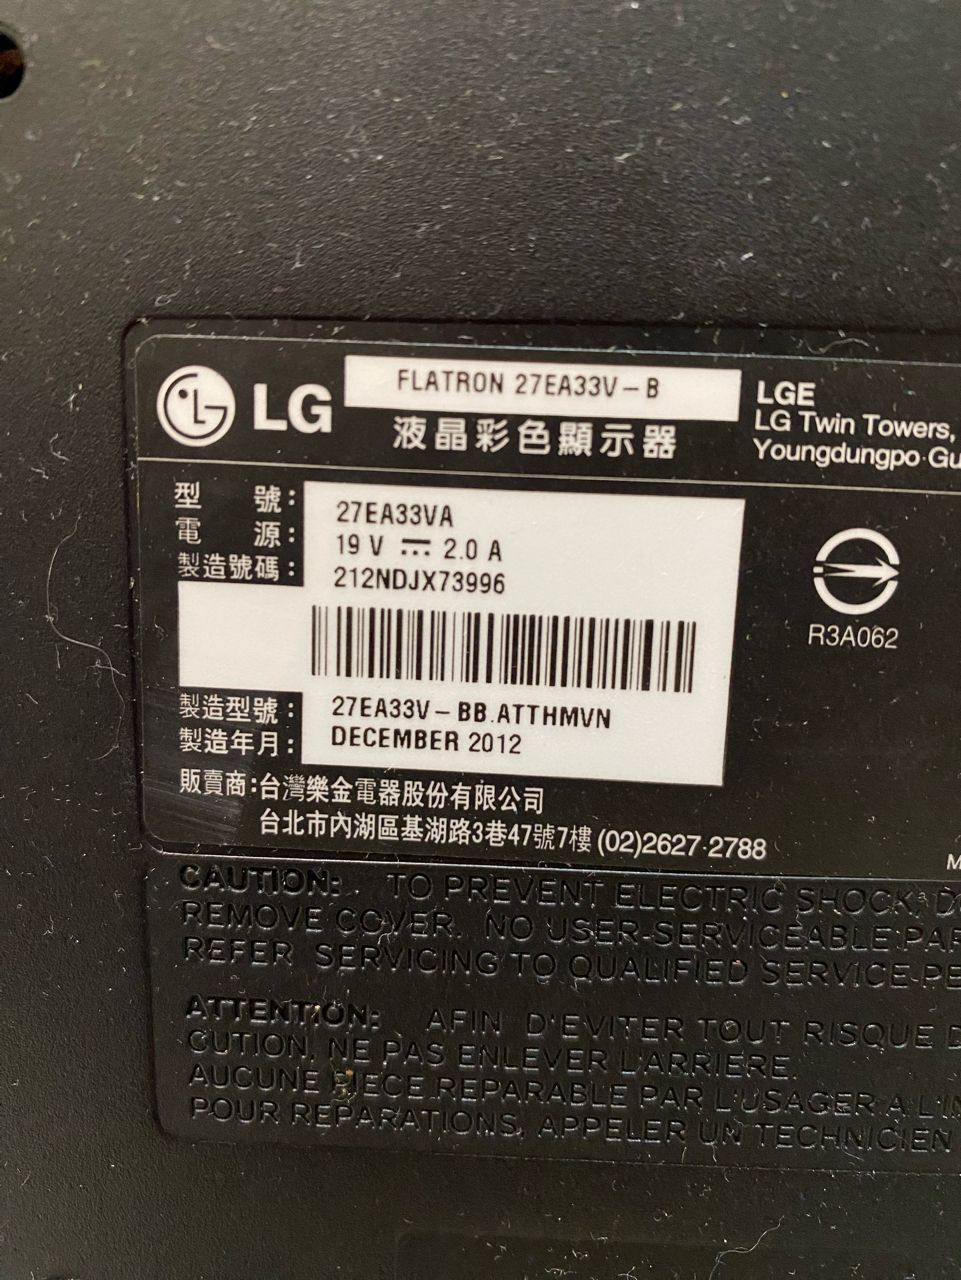 LG
FLATRON 27EA33V-B
液晶彩色顯示器
LGE
LG Twin Towers,
Youngdungpo-Gu
型 號: 27EA33VA
電 源: 19 V ⎓ 2.0 A
製造號碼: 212NDJX73996
製造型號: 27EA33V-BB.ATTHMVN
製造年月: DECEMBER 2012
R3A062
販賣商:台灣樂金電器股份有限公司
台北市內湖區基湖路3巷47號7樓 (02)2627-2788
M
CAUTION: TO PREVENT ELECTRIC SHOCK, D
REMOVE COVER. NO USER-SERVICEABLE PAR
REFER SERVICING TO QUALIFIED SERVICE PE
ATTENTION: AFIN D'EVITER TOUT RISQUE D
CUTION, NE PAS ENLEVER L'ARRIERE.
AUCUNE PIECE REPARABLE PAR L'USAGER A L'IN
POUR REPARATIONS, APPELER UN TECHNICIEN